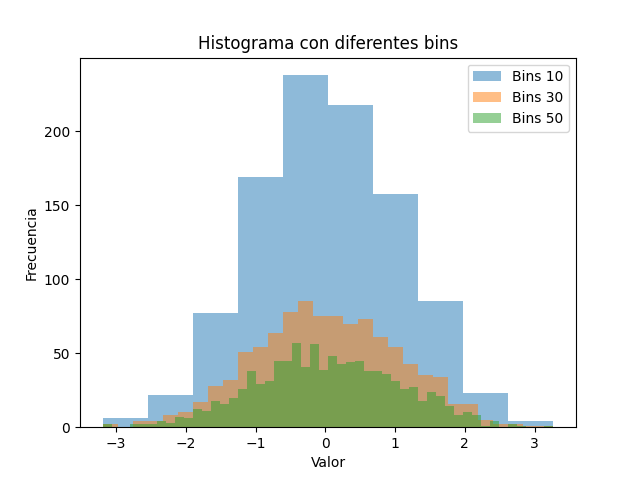 Histograma con diferentes bins
Bins 10
Bins 30
Bins 50
Frecuencia
200
150
100
50
0
−3 −2 −1 0 1 2 3
Valor